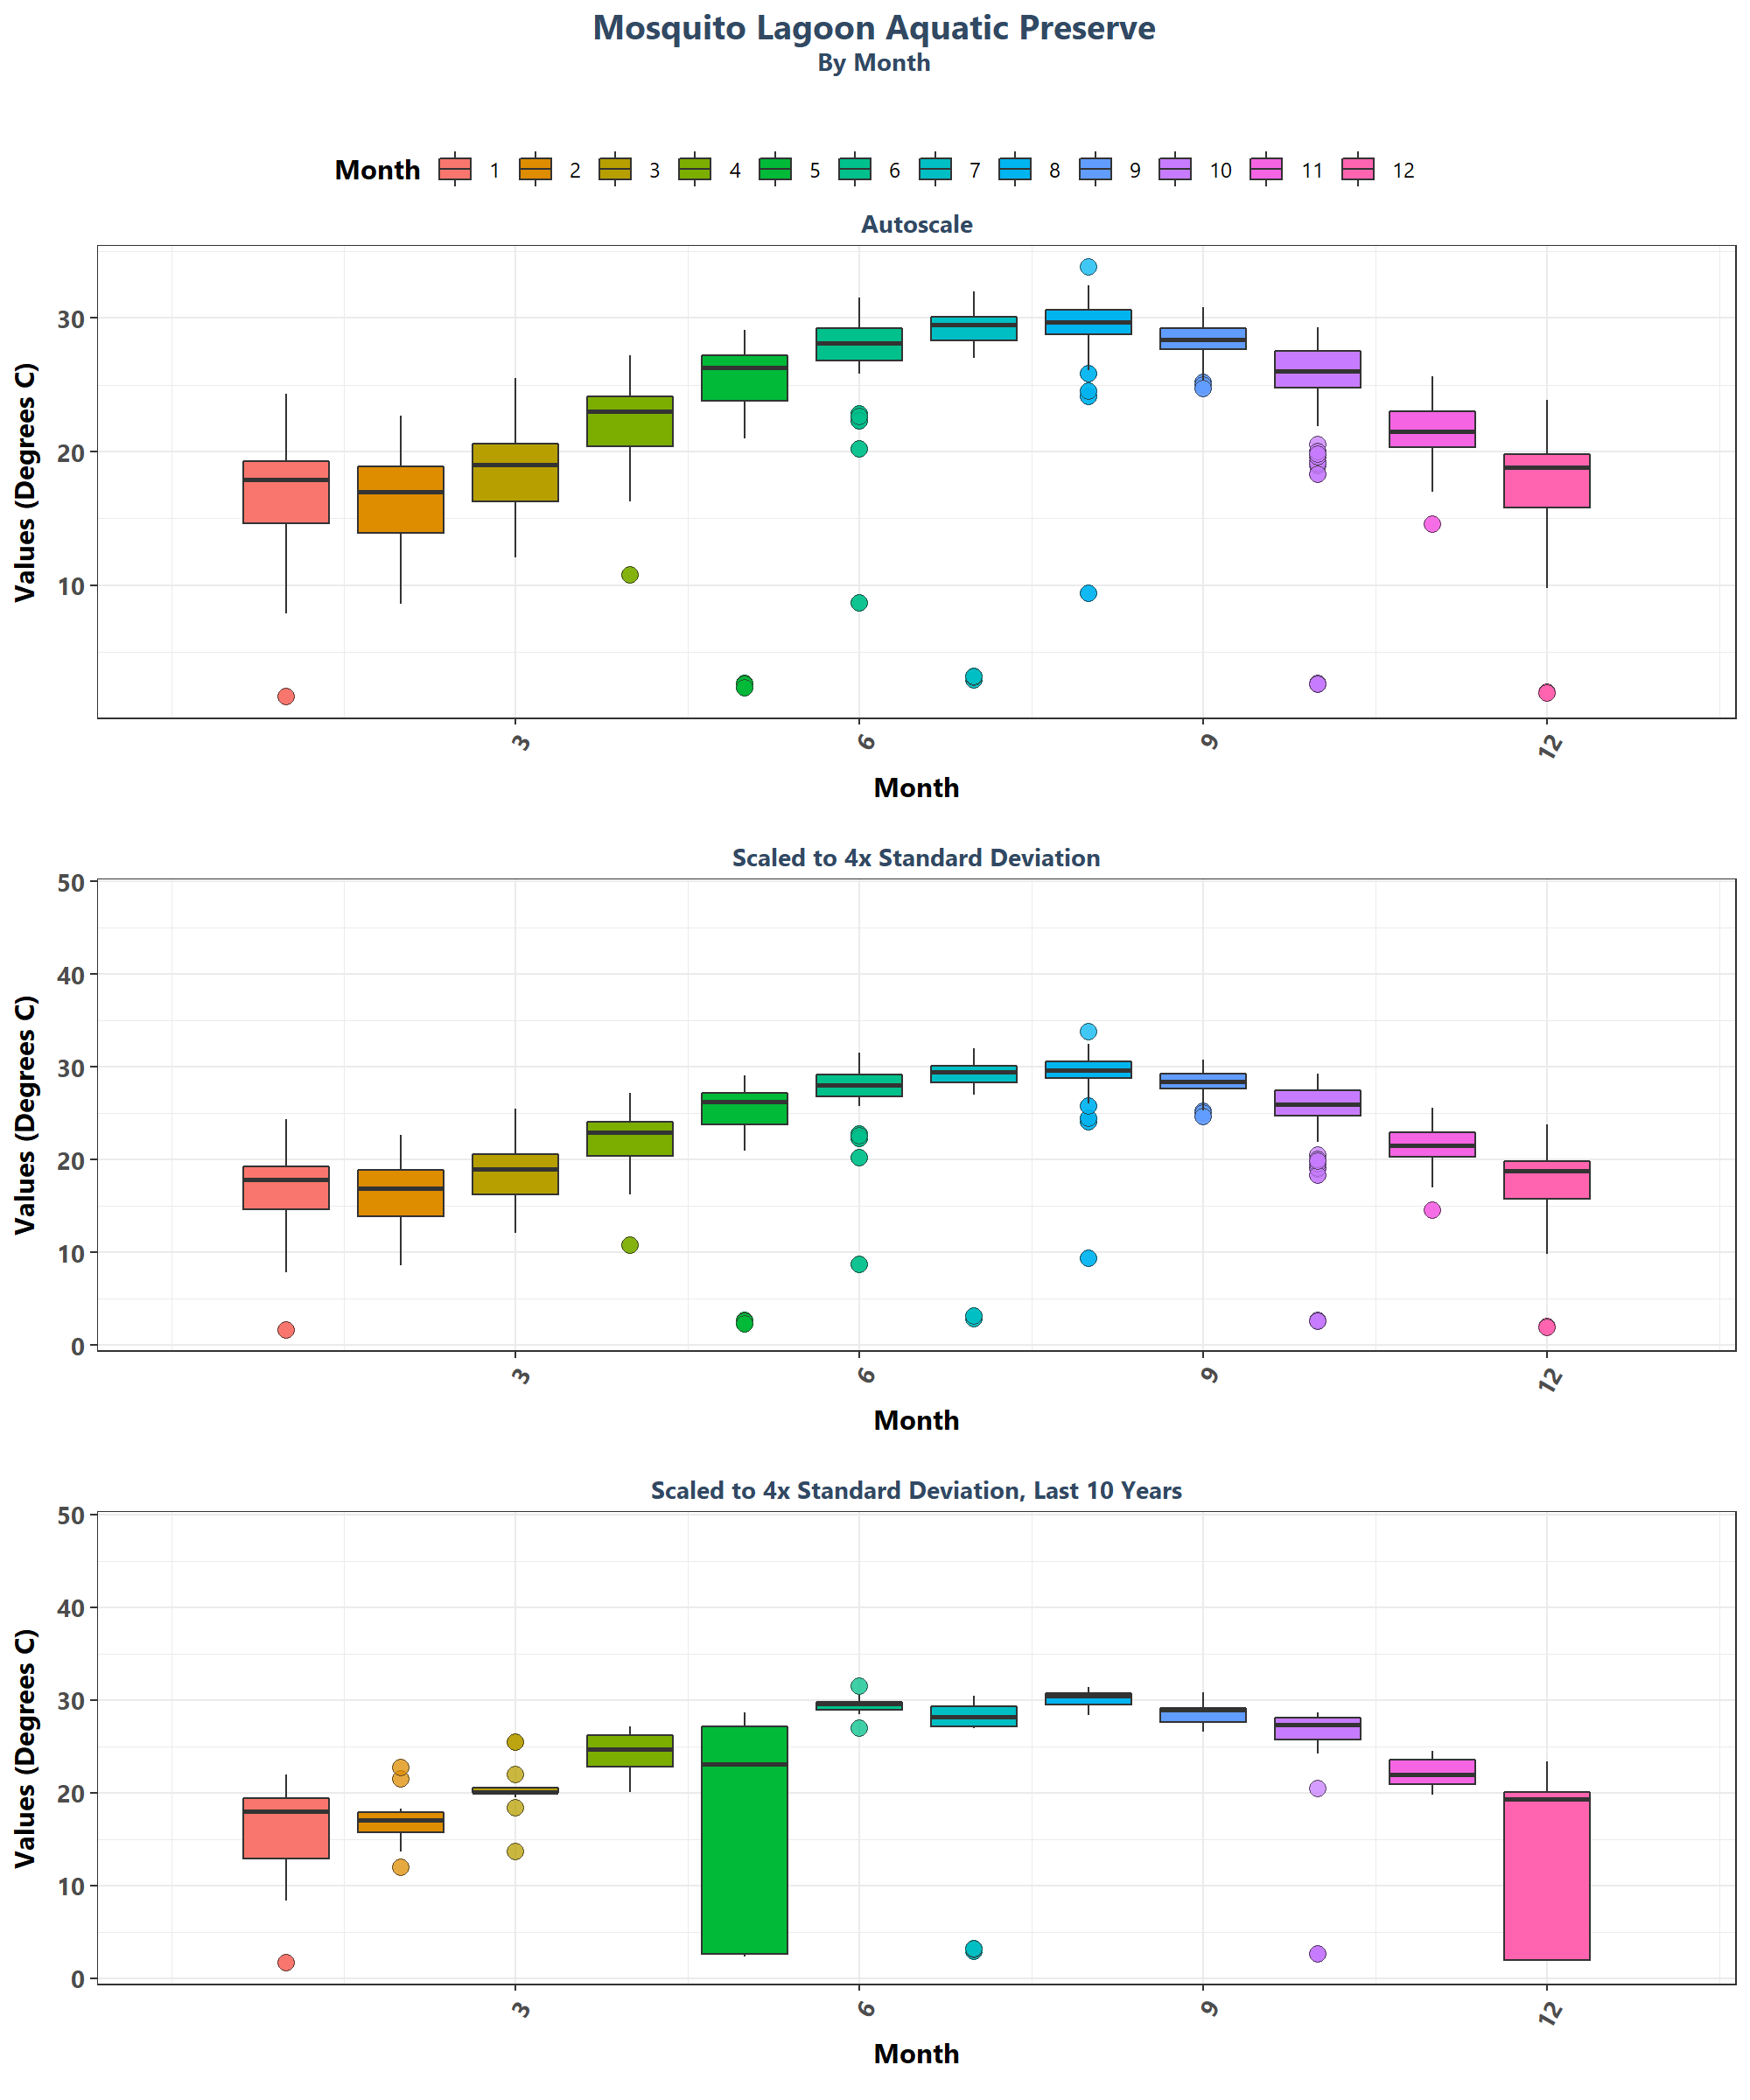 Mosquito Lagoon Aquatic Preserve
By Month
Month 1 2 3 4 5 6 7 8 9 10 11 12
Autoscale
Values (Degrees C)
30
20
10
3 6 9 12
Month
Scaled to 4x Standard Deviation
Values (Degrees C)
50
40
30
20
10
0
3 6 9 12
Month
Scaled to 4x Standard Deviation, Last 10 Years
Values (Degrees C)
50
40
30
20
10
0
3 6 9 12
Month